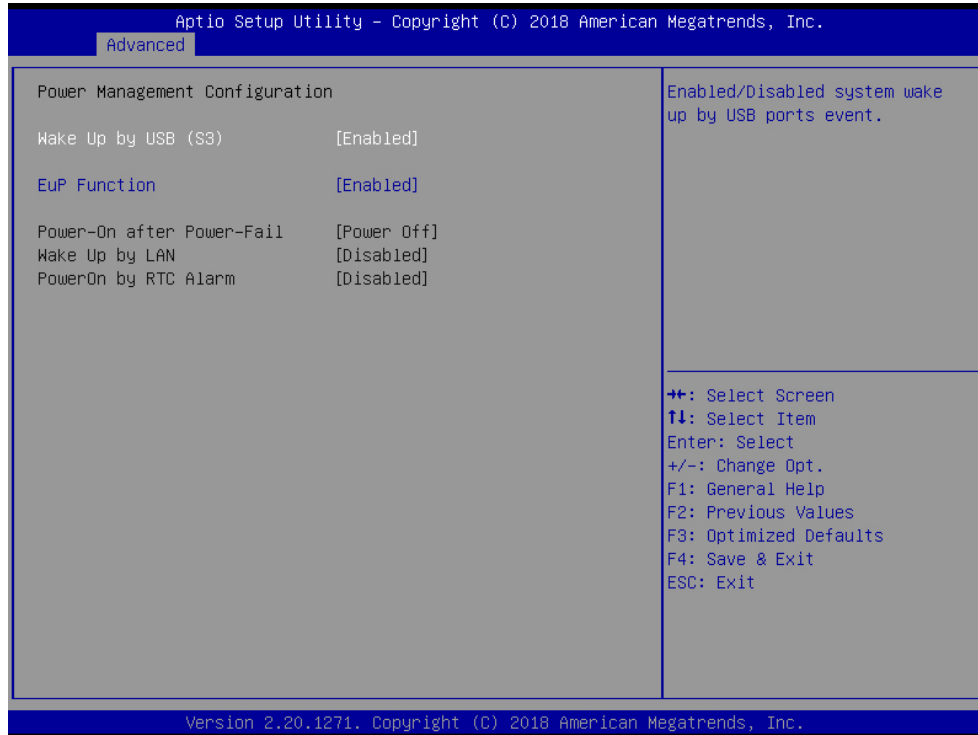 Aptio Setup Utility – Copyright (C) 2018 American Megatrends, Inc.
Advanced
Power Management Configuration
Wake Up by USB (S3) [Enabled]
EuP Function [Enabled]
Power-On after Power-Fail [Power Off]
Wake Up by LAN [Disabled]
PowerOn by RTC Alarm [Disabled]
Enabled/Disabled system wake
up by USB ports event.
→←: Select Screen
↑↓: Select Item
Enter: Select
+/-: Change Opt.
F1: General Help
F2: Previous Values
F3: Optimized Defaults
F4: Save & Exit
ESC: Exit
Version 2.20.1271. Copyright (C) 2018 American Megatrends, Inc.